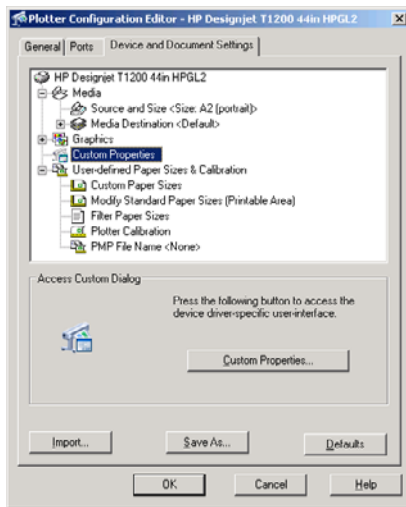 Plotter Configuration Editor - HP Designjet T1200 44in HPGL2
General
Ports
Device and Document Settings
HP Designjet T1200 44in HPGL2
Media
Source and Size <Size: A2 (portrait)>
Media Destination <Default>
Graphics
Custom Properties
User-defined Paper Sizes & Calibration
Custom Paper Sizes
Modify Standard Paper Sizes (Printable Area)
Filter Paper Sizes
Plotter Calibration
PMP File Name <None>
Access Custom Dialog
Press the following button to access the
device driver-specific user-interface.
Custom Properties...
Import...
Save As...
Defaults
OK
Cancel
Help